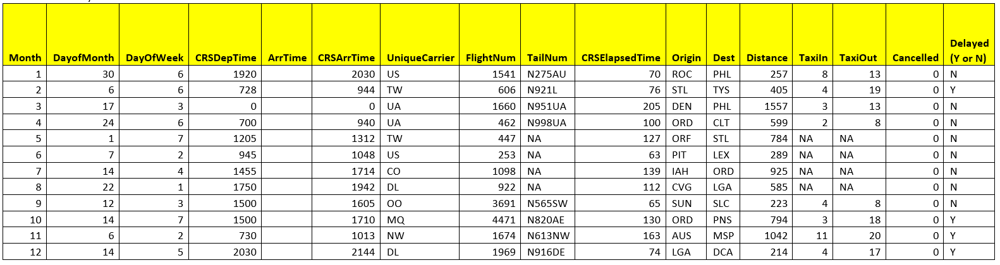 Month DayofMonth DayOfWeek CRSDepTime ArrTime CRSArrTime UniqueCarrier FlightNum TailNum CRSElapsedTime Origin Dest Distance TaxiIn TaxiOut Cancelled Delayed (Y or N)
1 30 6 1920 2030 US 1541 N275AU 70 ROC PHL 257 8 13 0 N
2 6 6 728 944 TW 606 N921L 76 STL TYS 405 4 19 0 Y
3 17 3 0 0 UA 1660 N951UA 205 DEN PHL 1557 3 13 0 N
4 24 6 700 940 UA 462 N998UA 100 ORD CLT 599 2 8 0 N
5 1 7 1205 1312 TW 447 NA 127 ORF STL 784 NA NA 0 N
6 7 2 945 1048 US 253 NA 63 PIT LEX 289 NA NA 0 N
7 14 4 1455 1714 CO 1098 NA 139 IAH ORD 925 NA NA 0 N
8 22 1 1750 1942 DL 922 NA 112 CVG LGA 585 NA NA 0 N
9 12 3 1500 1605 OO 3691 N565SW 65 SUN SLC 223 4 8 0 N
10 14 7 1500 1710 MQ 4471 N820AE 130 ORD PNS 794 3 18 0 Y
11 6 2 730 1013 NW 1674 N613NW 163 AUS MSP 1042 11 20 0 Y
12 14 5 2030 2144 DL 1969 N916DE 74 LGA DCA 214 4 17 0 Y